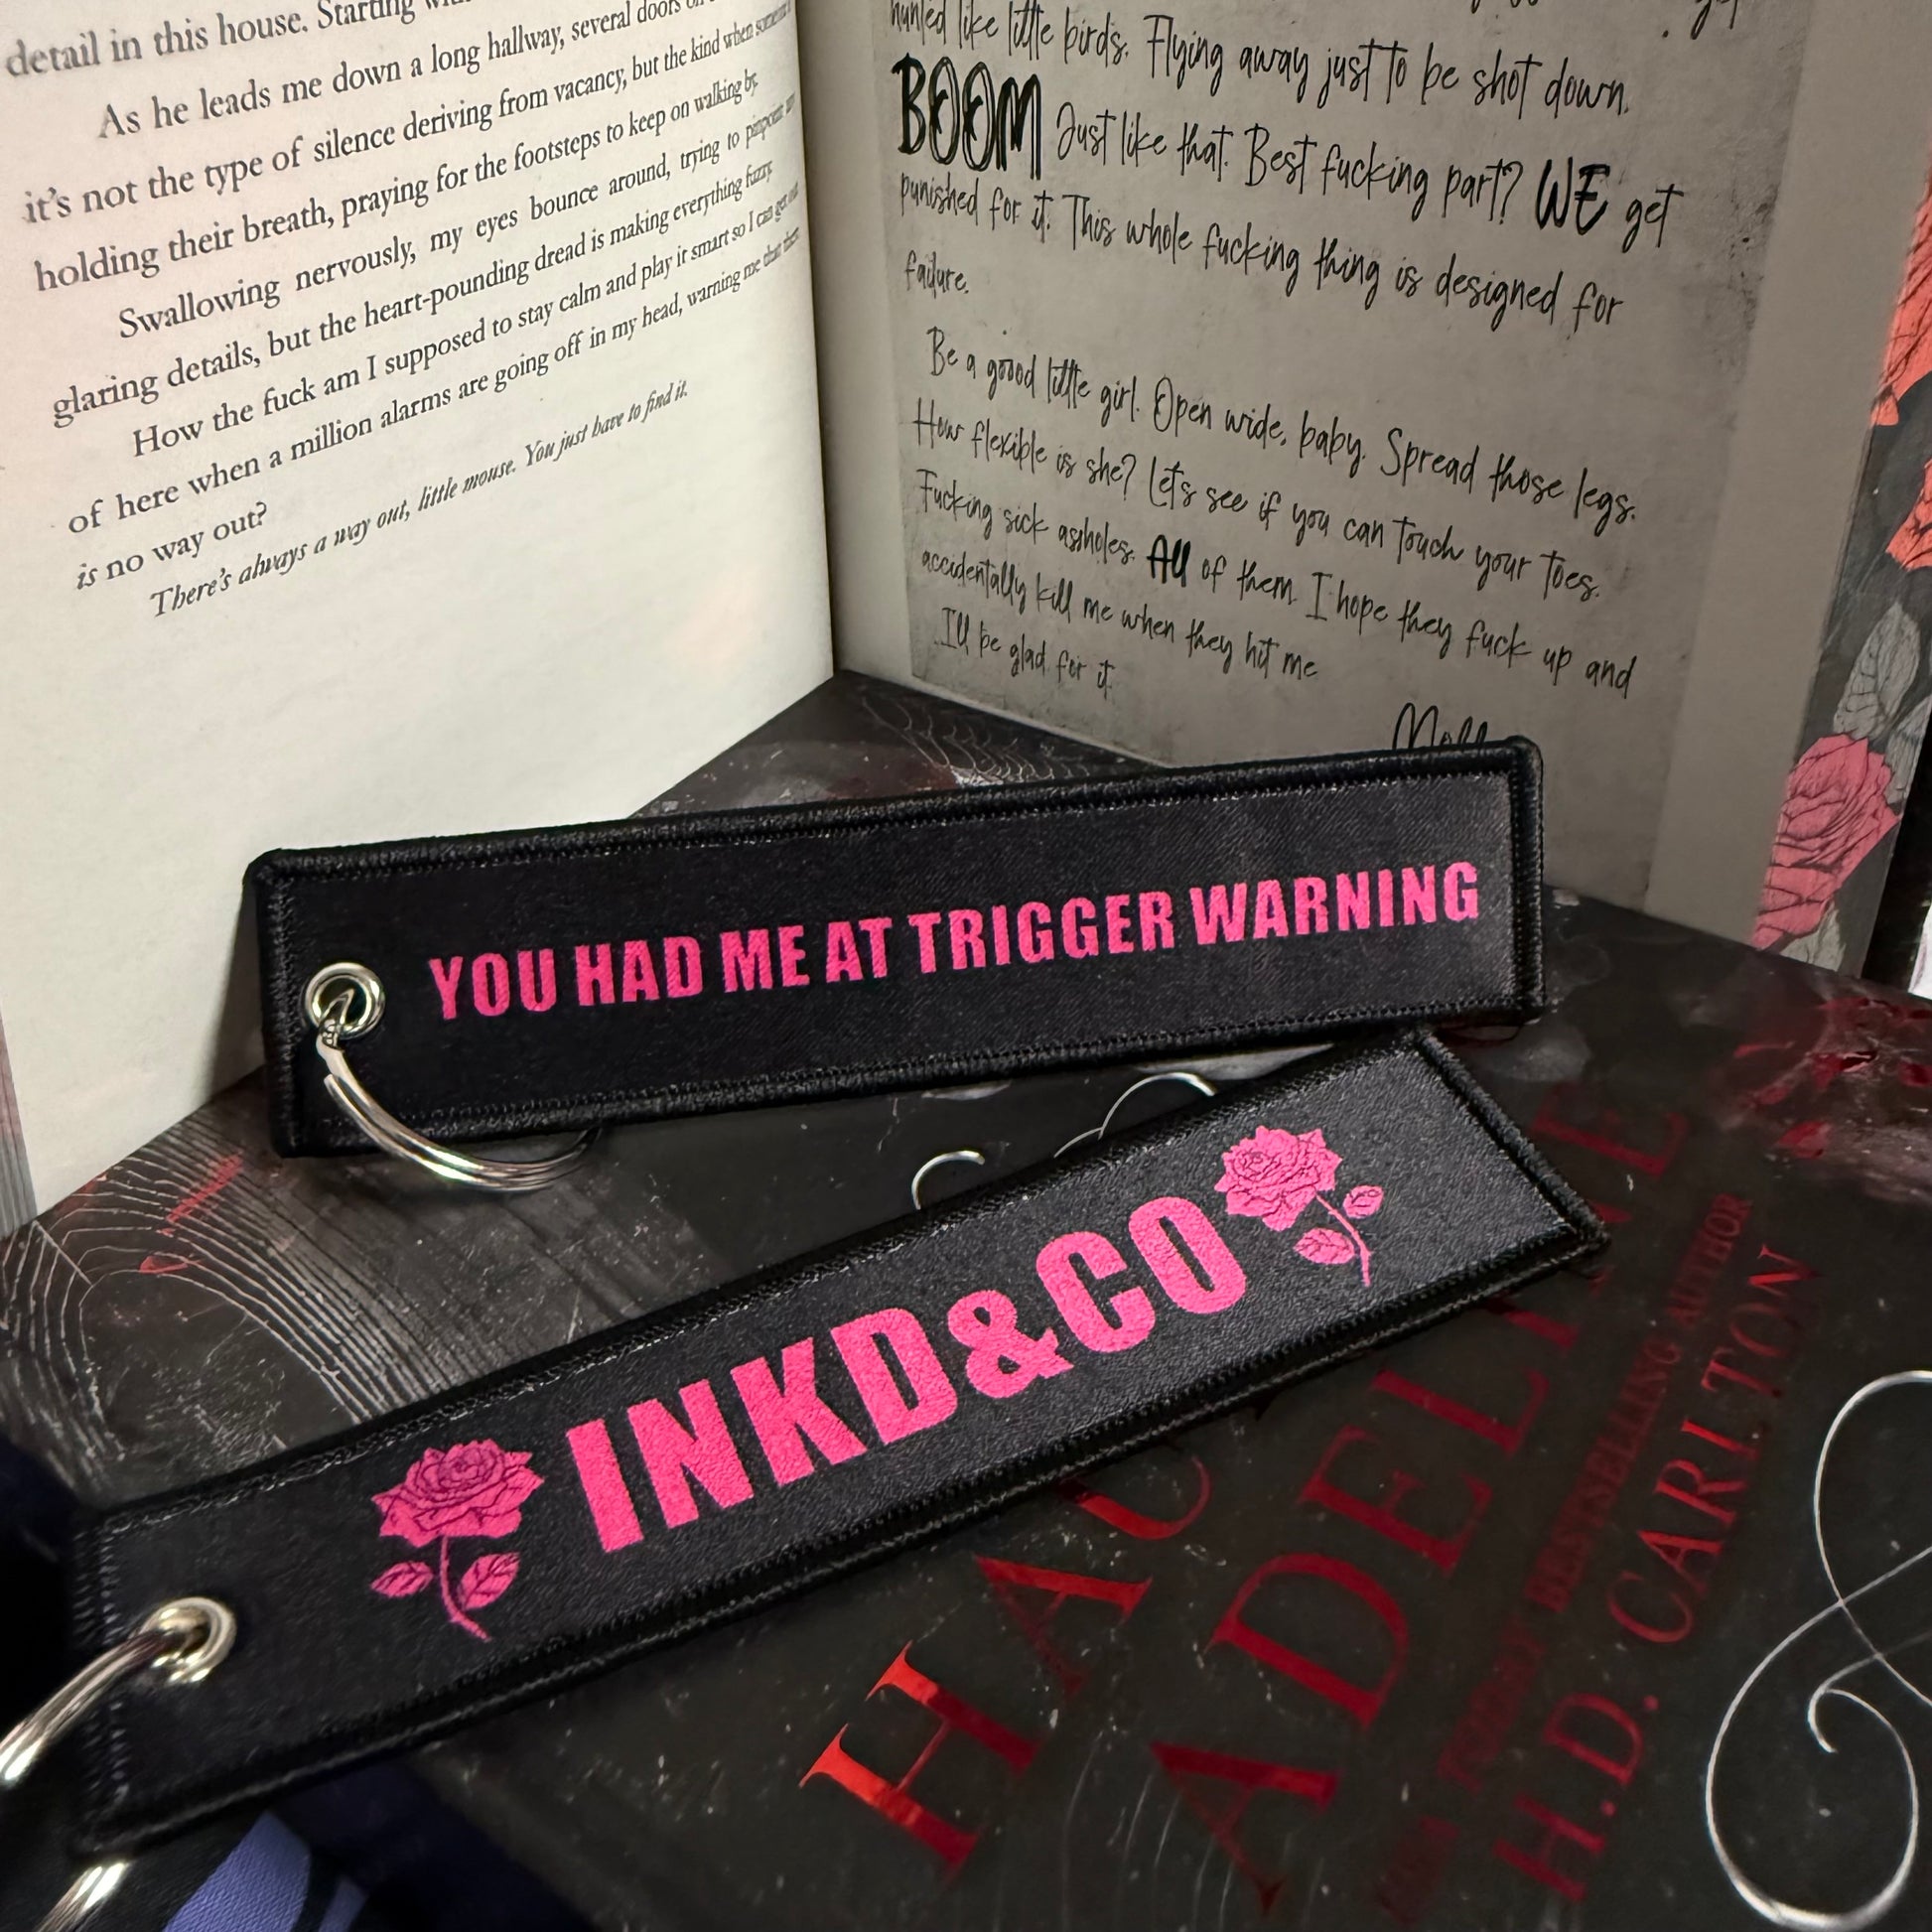 detail in this house. Starting
As he leads me down a long hallway, several doors on
it's not the type of silence deriving from vacancy, but the kind when someone
holding their breath, praying for the footsteps to keep on walking by.
Swallowing nervously, my eyes bounce around, trying to pinpoint any
glaring details, but the heart-pounding dread is making everything fuzzy.
How the fuck am I supposed to stay calm and play it smart so I can get out
of here when a million alarms are going off in my head, warning me that there
is no way out?
There's always a way out, little mouse. You just have to find it.
like little birds. Flying away just to be shot down.
BOOM Just like that. Best fucking part? WE get
punished for it. This whole fucking thing is designed for
failure.
Be a good little girl. Open wide, baby. Spread those legs.
How flexible is she? Let's see if you can touch your toes.
Fucking sick assholes. All of them. I hope they fuck up and
accidentally kill me when they hit me
I'll be glad for it
YOU HAD ME AT TRIGGER WARNING
INKD&CO
HAU
ADELINE
BESTSELLING AUTHOR
H.D. CARLTON